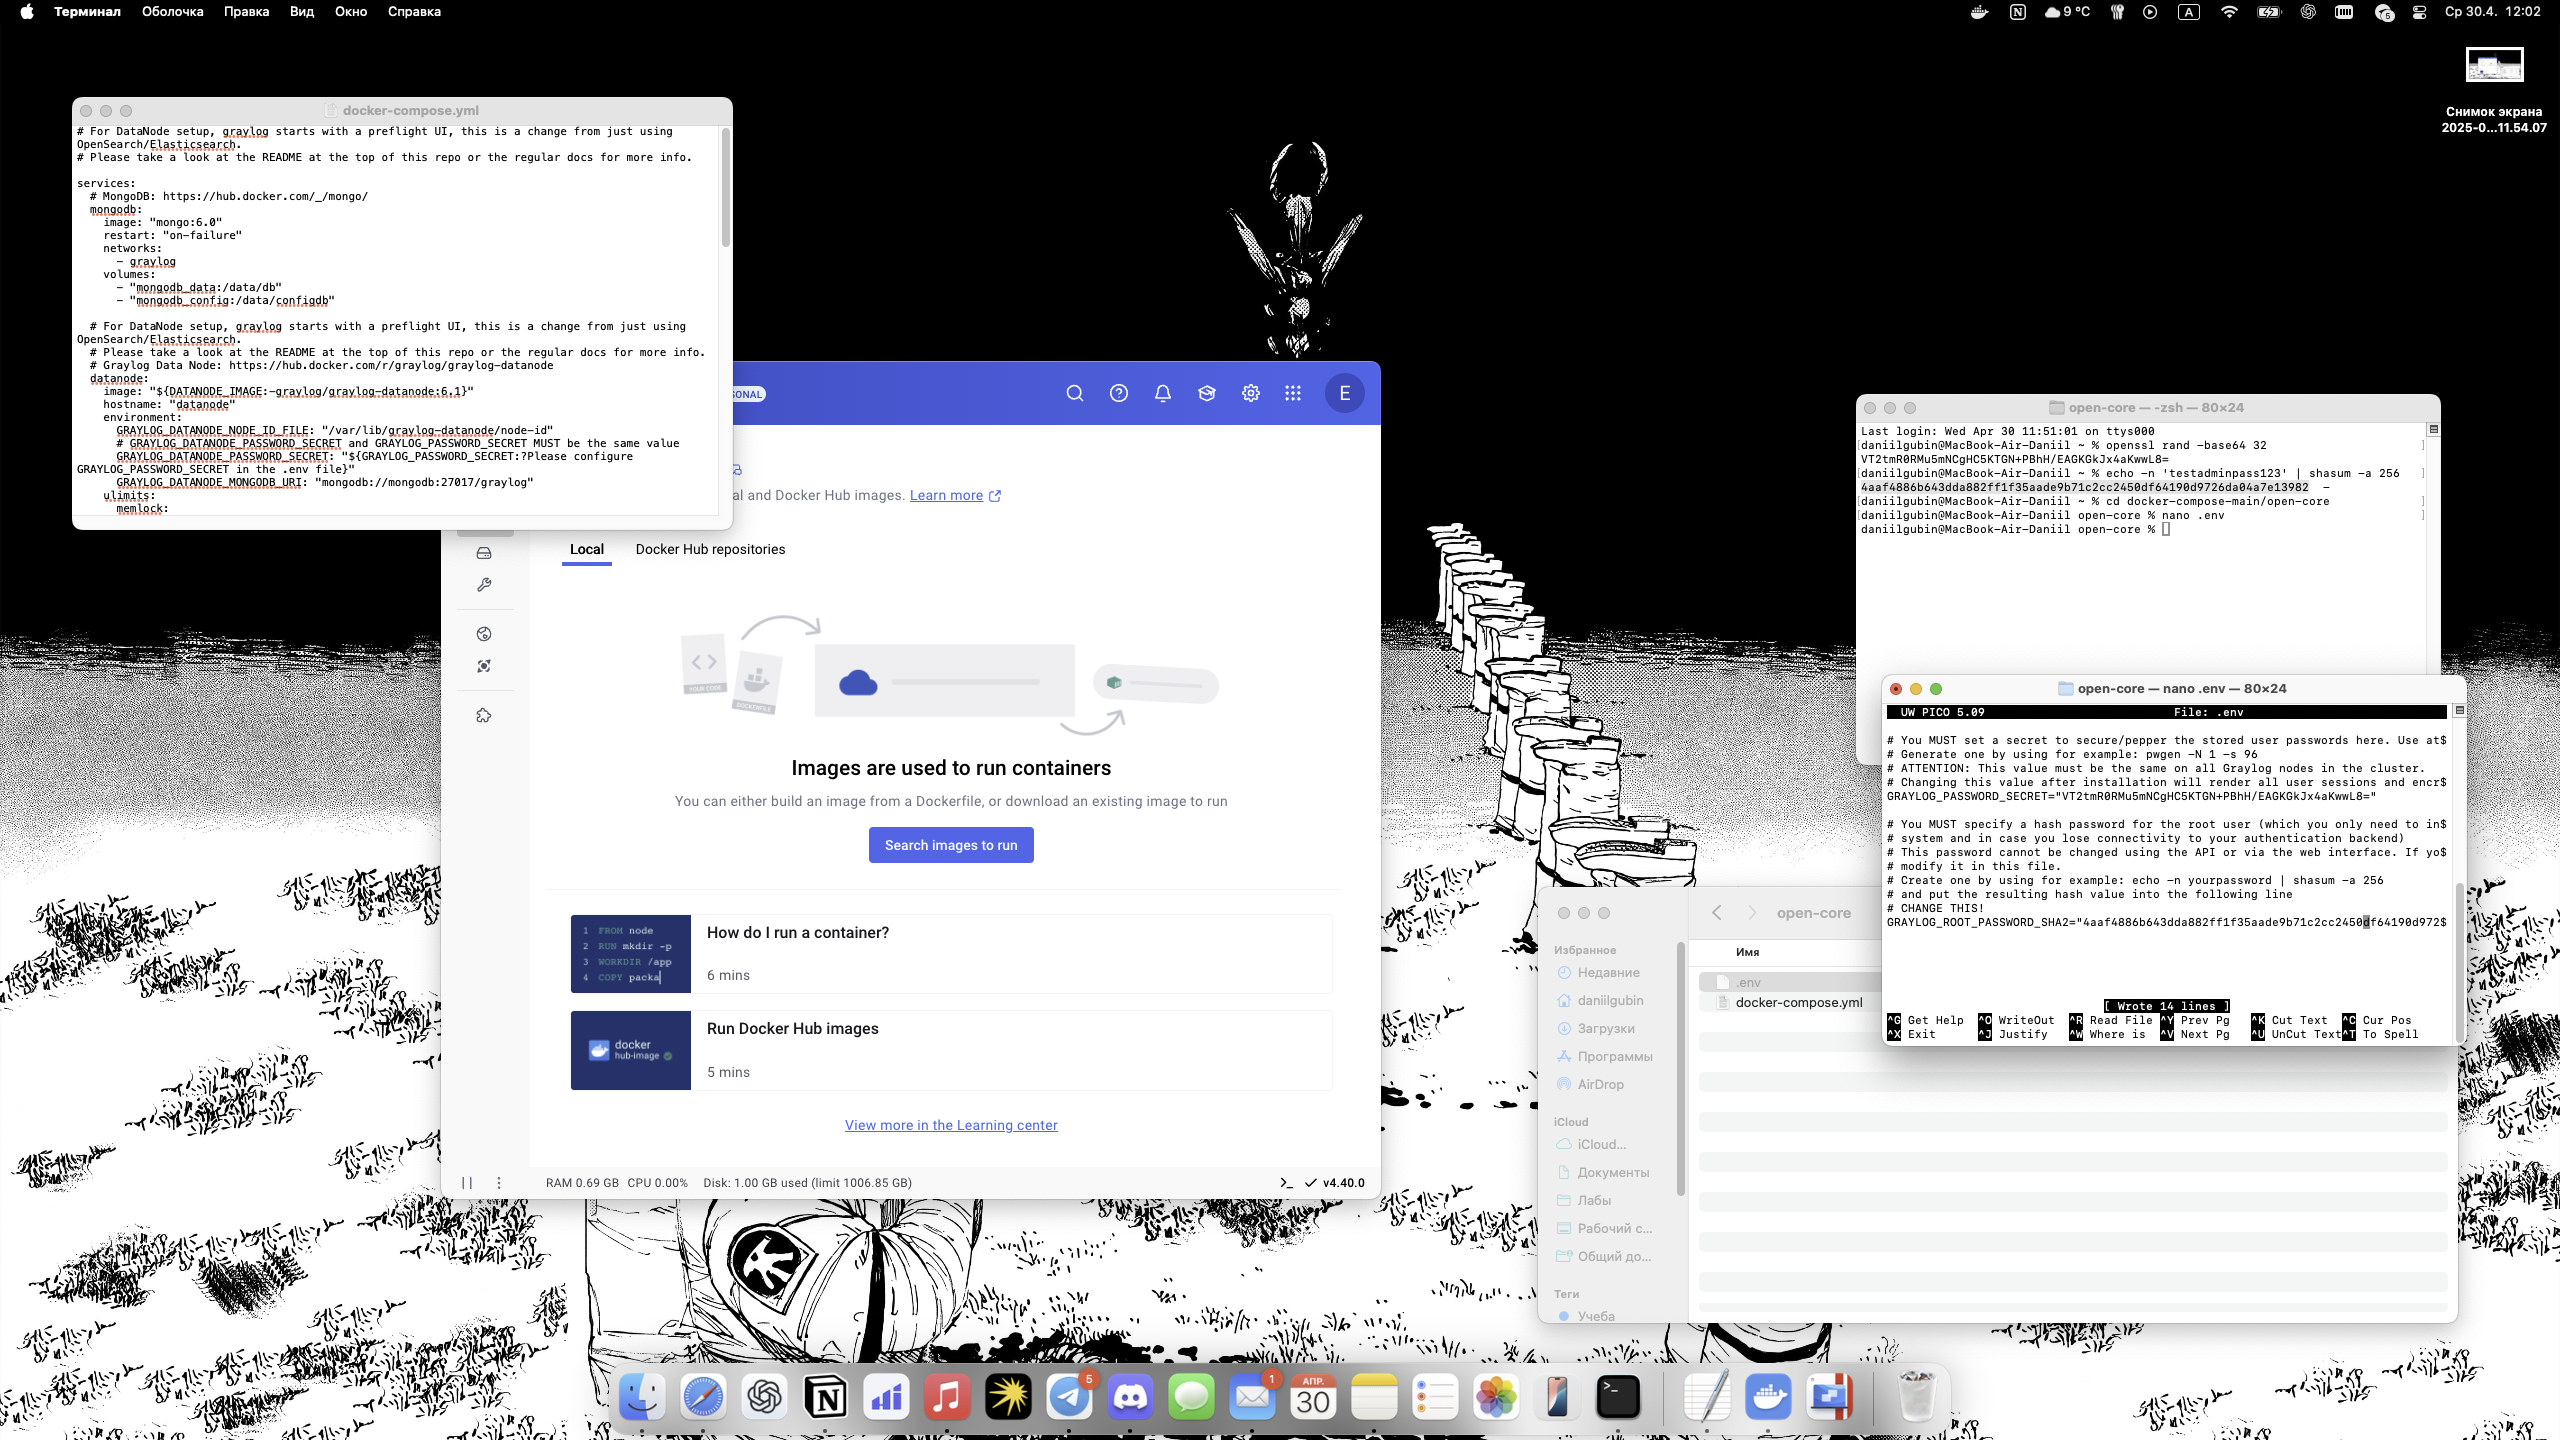 Терминал Оболочка Правка Вид Окно Справка
9 °C A 5 Ср 30.4. 12:02
Снимок экрана
2025-0...11.54.07
docker-compose.yml
# For DataNode setup, graylog starts with a preflight UI, this is a change from just using
OpenSearch/Elasticsearch.
# Please take a look at the README at the top of this repo or the regular docs for more info.
services:
# MongoDB: https://hub.docker.com/_/mongo/
mongodb:
image: "mongo:6.0"
restart: "on-failure"
networks:
- graylog
volumes:
- "mongodb_data:/data/db"
- "mongodb_config:/data/configdb"
# For DataNode setup, graylog starts with a preflight UI, this is a change from just using
OpenSearch/Elasticsearch.
# Please take a look at the README at the top of this repo or the regular docs for more info.
# Graylog Data Node: https://hub.docker.com/r/graylog/graylog-datanode
datanode:
image: "${DATANODE_IMAGE:-graylog/graylog-datanode:6.1}"
hostname: "datanode"
environment:
GRAYLOG_DATANODE_NODE_ID_FILE: "/var/lib/graylog-datanode/node-id"
# GRAYLOG_DATANODE_PASSWORD_SECRET and GRAYLOG_PASSWORD_SECRET MUST be the same value
GRAYLOG_DATANODE_PASSWORD_SECRET: "${GRAYLOG_PASSWORD_SECRET:?Please configure
GRAYLOG_PASSWORD_SECRET in the .env file}"
GRAYLOG_DATANODE_MONGODB_URI: "mongodb://mongodb:27017/graylog"
ulimits:
memlock:
SONAL
E
al and Docker Hub images. Learn more
Local Docker Hub repositories
YOUR CODE
DOCKERFILE
Images are used to run containers
You can either build an image from a Dockerfile, or download an existing image to run
Search images to run
1 FROM node
2 RUN mkdir -p
3 WORKDIR /app
4 COPY packa
How do I run a container?
6 mins
docker
hub-image
Run Docker Hub images
5 mins
View more in the Learning center
RAM 0.69 GB CPU 0.00% Disk: 1.00 GB used (limit 1006.85 GB)
>_ v4.40.0
open-core — -zsh — 80×24
Last login: Wed Apr 30 11:51:01 on ttys000
[daniilgubin@MacBook-Air-Daniil ~ % openssl rand -base64 32 ]
VT2tmR0RMu5mNCgHC5KTGN+PBhH/EAGKGkJx4aKwwL8=
[daniilgubin@MacBook-Air-Daniil ~ % echo -n 'testadminpass123' | shasum -a 256 ]
4aaf4886b643dda882ff1f35aade9b71c2cc2450df64190d9726da04a7e13982 -
[daniilgubin@MacBook-Air-Daniil ~ % cd docker-compose-main/open-core ]
[daniilgubin@MacBook-Air-Daniil open-core % nano .env ]
daniilgubin@MacBook-Air-Daniil open-core %
open-core — nano .env — 80×24
UW PICO 5.09 File: .env
# You MUST set a secret to secure/pepper the stored user passwords here. Use at$
# Generate one by using for example: pwgen -N 1 -s 96
# ATTENTION: This value must be the same on all Graylog nodes in the cluster.
# Changing this value after installation will render all user sessions and encr$
GRAYLOG_PASSWORD_SECRET="VT2tmR0RMu5mNCgHC5KTGN+PBhH/EAGKGkJx4aKwwL8="
# You MUST specify a hash password for the root user (which you only need to in$
# system and in case you lose connectivity to your authentication backend)
# This password cannot be changed using the API or via the web interface. If yo$
# modify it in this file.
# Create one by using for example: echo -n yourpassword | shasum -a 256
# and put the resulting hash value into the following line
# CHANGE THIS!
GRAYLOG_ROOT_PASSWORD_SHA2="4aaf4886b643dda882ff1f35aade9b71c2cc2450df64190d972$
[ Wrote 14 lines ]
^G Get Help ^O WriteOut ^R Read File ^Y Prev Pg ^K Cut Text ^C Cur Pos
^X Exit ^J Justify ^W Where is ^V Next Pg ^U UnCut Text ^T To Spell
open-core
Имя
.env
docker-compose.yml
Избранное
Недавние
daniilgubin
Загрузки
Программы
AirDrop
iCloud
iCloud...
Документы
Лабы
Рабочий с...
Общий до...
Теги
Учеба
5
1
АПР.
30